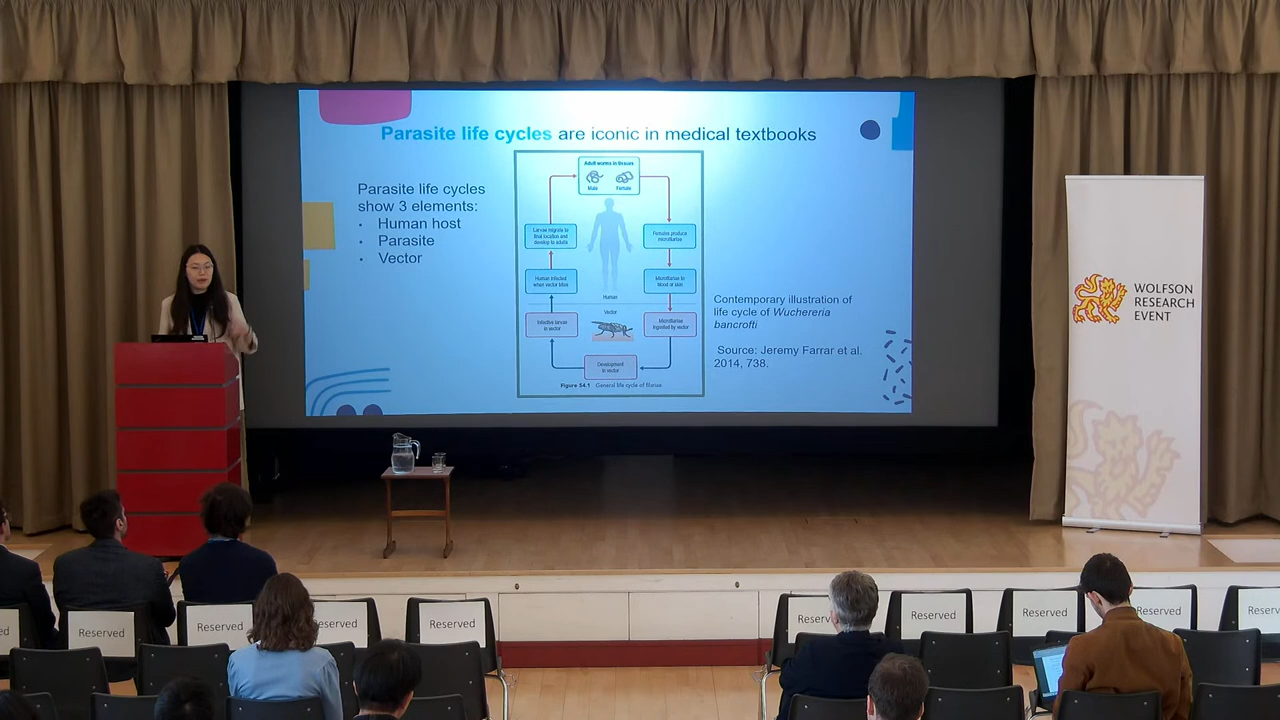 Parasite life cycles are iconic in medical textbooks
Parasite life cycles
show 3 elements:
• Human host
• Parasite
• Vector
Adult worms in tissues
Male
Female
Larvae migrate to
final location and
develop to adults
Females produce
microfilariae
Human infected
when vector bites
Microfilariae in
blood or skin
Human
Vector
Infective larvae
in vector
Microfilariae
ingested by vector
Development
in vector
Figure 54.1 General life cycle of filariae.
Contemporary illustration of
life cycle of Wuchereria
bancrofti
Source: Jeremy Farrar et al.
2014, 738.
WOLFSON
RESEARCH
EVENT
Reserved
Reserved
Reserved
Reserved
Reserved
Reserved
Reserved
Reserved